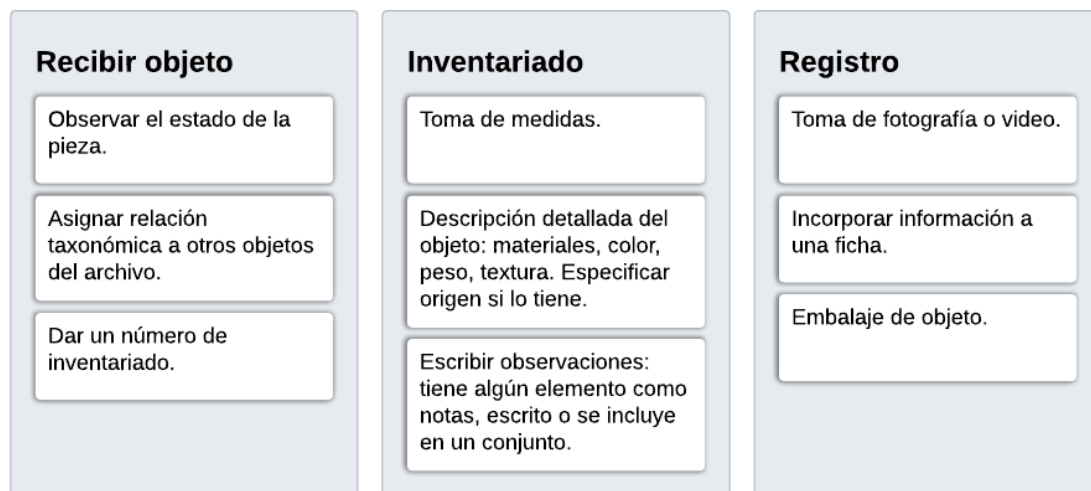 Recibir objeto
Observar el estado de la
pieza.
Asignar relación
taxonómica a otros objetos
del archivo.
Dar un número de
inventariado.
Inventariado
Toma de medidas.
Descripción detallada del
objeto: materiales, color,
peso, textura. Especificar
origen si lo tiene.
Escribir observaciones:
tiene algún elemento como
notas, escrito o se incluye
en un conjunto.
Registro
Toma de fotografía o video.
Incorporar información a
una ficha.
Embalaje de objeto.